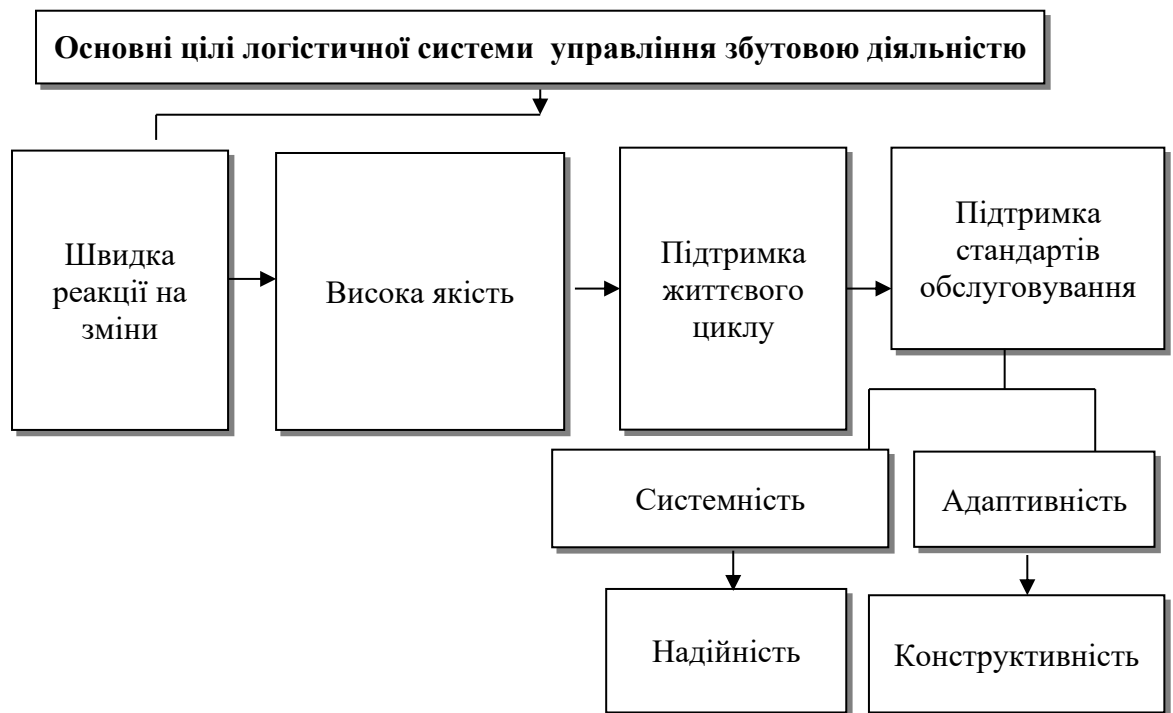 Основні цілі логістичної системи управління збутовою діяльністю
Швидка
реакції на
зміни
Висока якість
Підтримка
життєвого
циклу
Підтримка
стандартів
обслуговування
Системність
Адаптивність
Надійність
Конструктивність